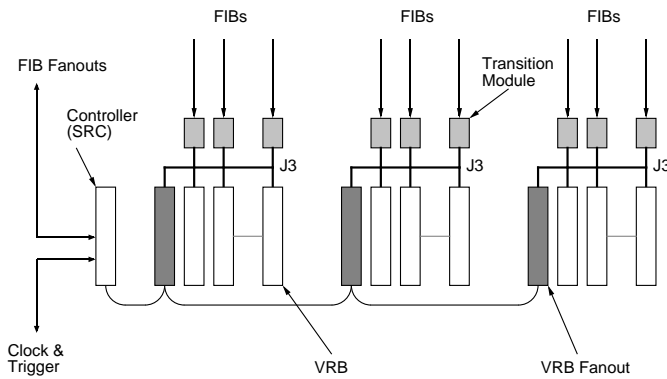 FIBs
FIBs
FIBs
FIB Fanouts
Transition
Module
Controller
(SRC)
J3
J3
J3
Clock &
Trigger
VRB
VRB Fanout